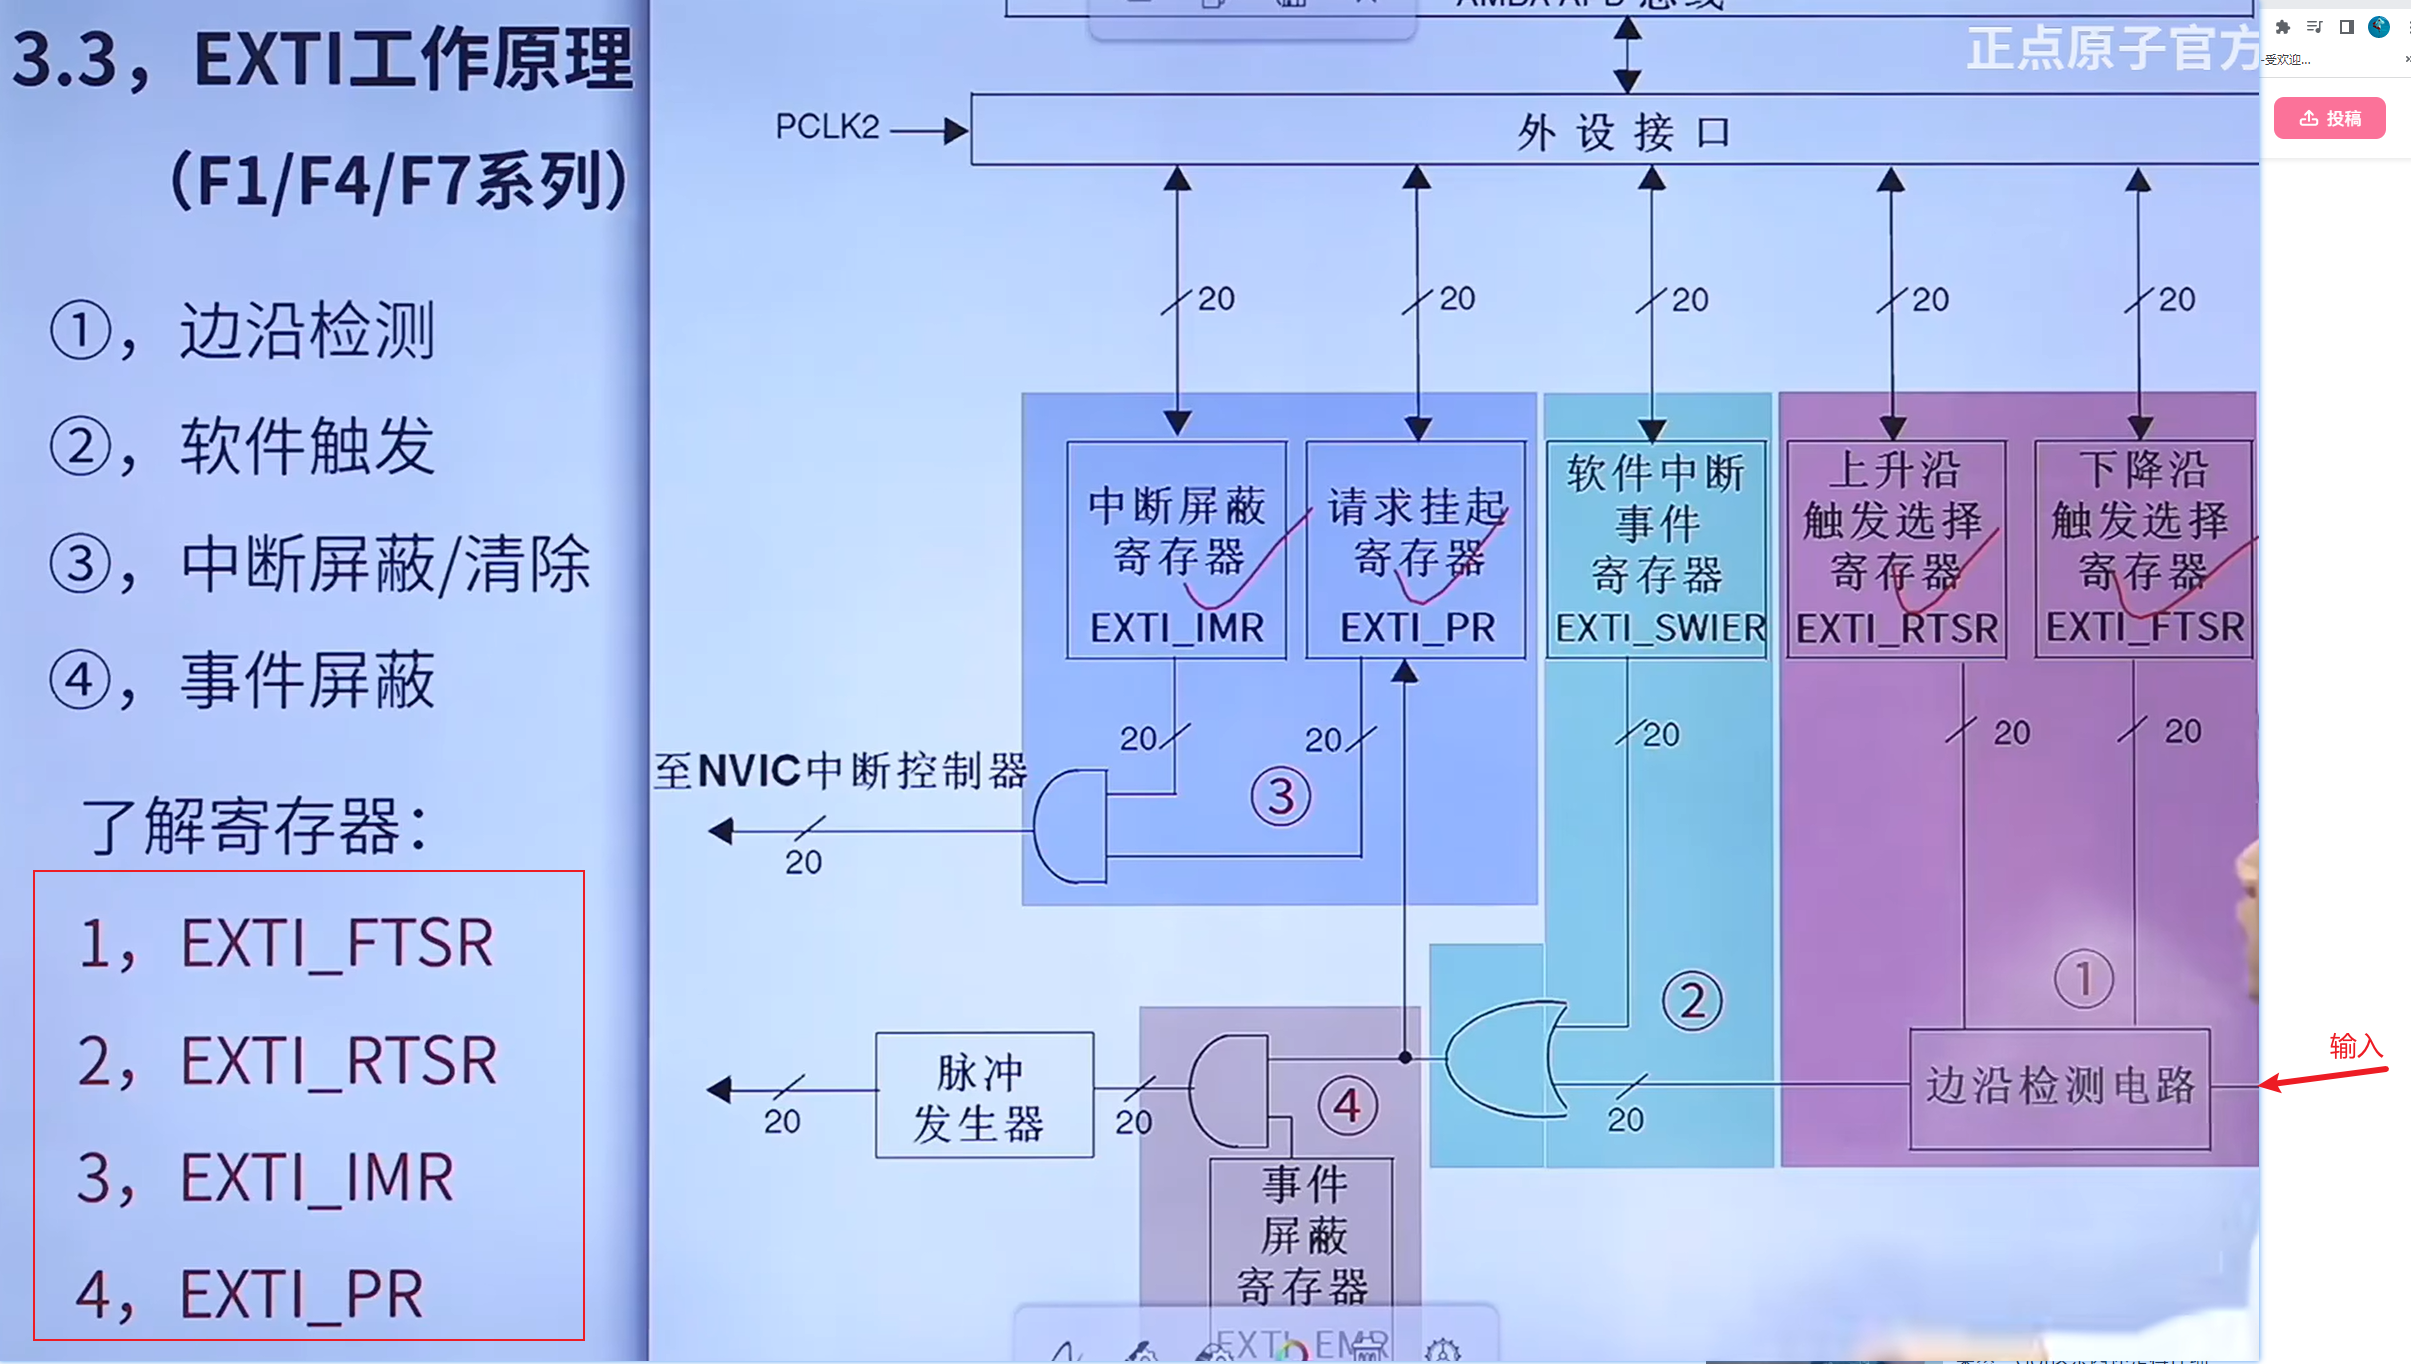 3.3，EXTI工作原理
（F1/F4/F7系列）
①，边沿检测
②，软件触发
③，中断屏蔽/清除
④，事件屏蔽
了解寄存器：
1，EXTI_FTSR
2，EXTI_RTSR
3，EXTI_IMR
4，EXTI_PR
正点原子官方
-受欢迎...
投稿
PCLK2
外设接口
20
20
20
20
20
中断屏蔽
寄存器
EXTI_IMR
请求挂起
寄存器
EXTI_PR
软件中断
事件
寄存器
EXTI_SWIER
上升沿
触发选择
寄存器
EXTI_RTSR
下降沿
触发选择
寄存器
EXTI_FTSR
20
20
20
20
20
至NVIC中断控制器
20
③
②
①
输入
脉冲
发生器
20
20
④
20
边沿检测电路
事件
屏蔽
寄存器
EXTI_EMR